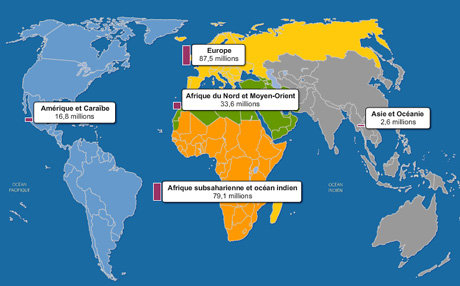 Europe
87,5 millions
Afrique du Nord et Moyen-Orient
33,6 millions
Amérique et Caraïbe
16,8 millions
Asie et Océanie
2,6 millions
OCÉAN
PACIFIQUE
Afrique subsaharienne et océan indien
79,1 millions
OCÉAN
INDIEN